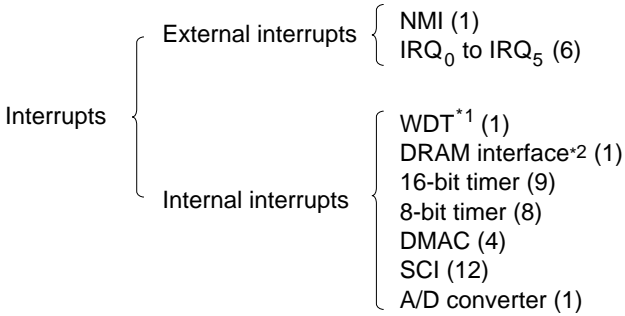 Interrupts
External interrupts
NMI (1)
IRQ0 to IRQ5 (6)
Internal interrupts
WDT*1 (1)
DRAM interface*2 (1)
16-bit timer (9)
8-bit timer (8)
DMAC (4)
SCI (12)
A/D converter (1)